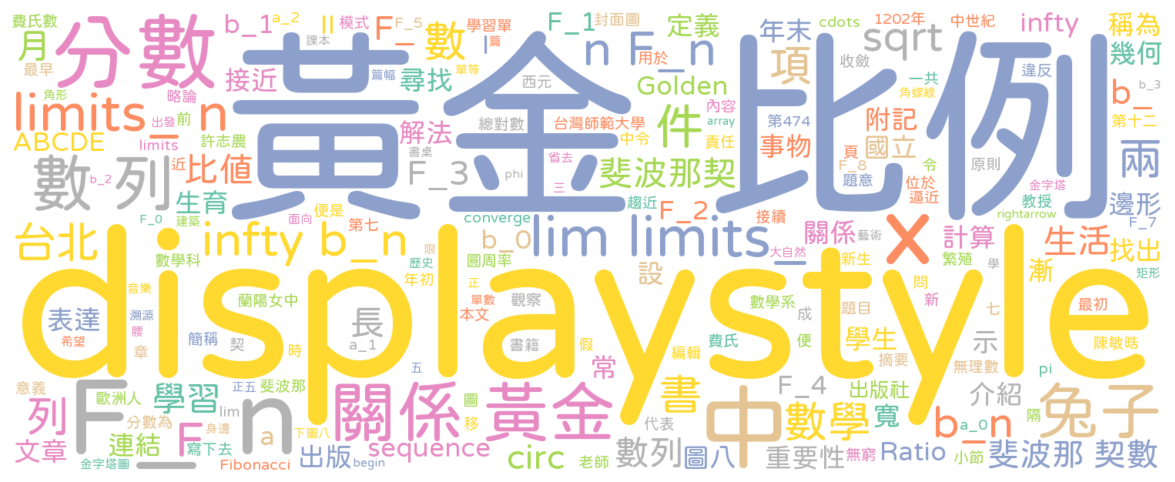 費氏數 b_1 a_2 ll 模式 F_ 學習單 F_5 F_1 封面圖 定義 年末 cdots 1202年 中世紀 infty 稱為
月 分數 數 課本 n F_n 用於 項 sqrt 收斂 一共 違反 幾何
最早 接近 l 篇 尋找 篇幅 單等 西元 Golden 角螺線 b_3
角形 略論 limits_ n 黃金比例 內容 件 array 第474 附記 b_ 第十二
出發 前 許志農 解法 總對數 台灣師範大學 中令 責任 事物 頁 國立 令
ABCDE limits 近 比值 書桌 省去 phi 斐波那契 F_8 題意 原則 兩
數 列 b_2 生育 F_3 三 趨近 位於 逼近 金字塔 邊形
F_0 建築 面向 便是 第七 converge F_2 接續 教授 rightarrow F_7
台北 infty b_n b_0 lim limits_ 關係 藝術 x 計算 生活 找出
數學科 年初 限 圓周率 大自然 新生 繁殖 漸 矩形
音樂 蘭陽女中 歷史 正 設 問 學
表達 溯源 displaystyle 單數 觀察 數學系 成 題目 新 七 最初
希望 腰 簡稱 長 本文 書籍 假 費氏 便 學生 示 無理數 陳敏晧
章 契 時 a_1 編輯 摘要 pi
意義 F_ n 正五 斐波那 五 圖 常 書 F_4 出版社 介紹 隔
列 歐洲人 學習 F_ lim 關係 黃金 移 代表 中 數學 寬 b_n a_0 兔子
文章 連結 分數為 身邊 a 下圖八 sequence 數列 圖八 無窮 小節
金字塔圖 寫下去 Fibonacci 出版 begin circ 老師 重要性 Ratio 斐波那 契數